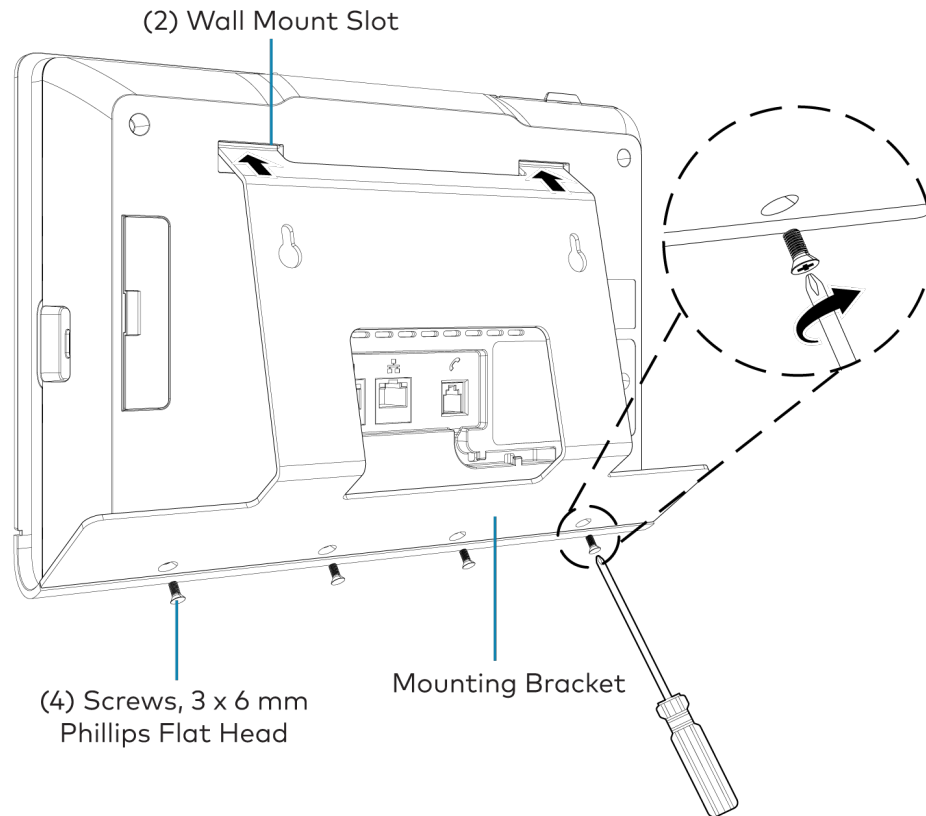 (2) Wall Mount Slot
(4) Screws, 3 x 6 mm
Phillips Flat Head
Mounting Bracket